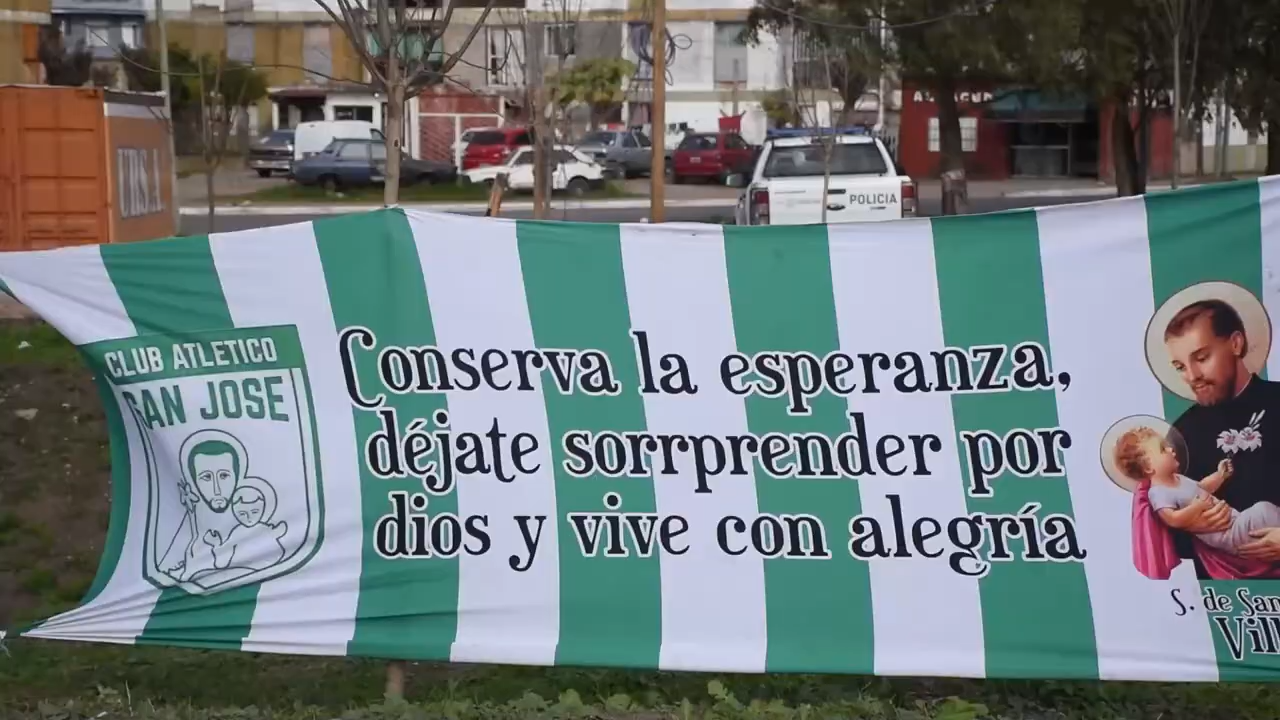 POLICIA
CLUB ATLETICO
SAN JOSE
Conserva la esperanza,
déjate sorrprender por
dios y vive con alegría
S. de San
Vill